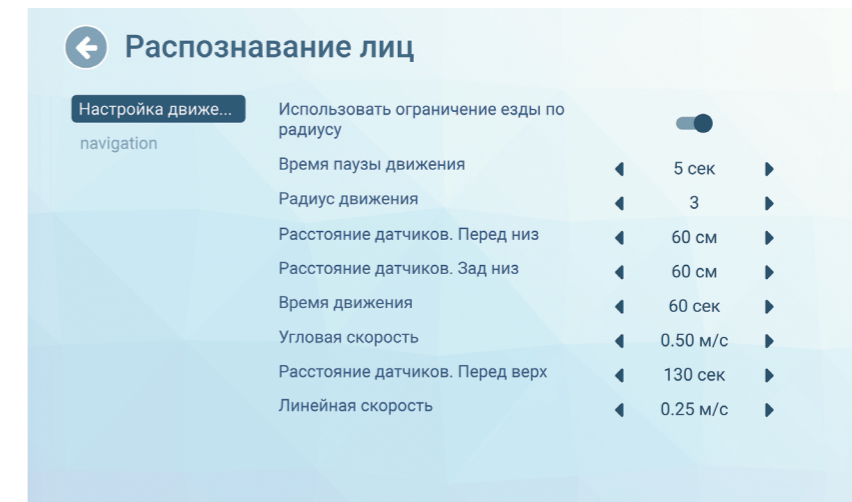 Распознавание лиц
Настройка движе...
navigation
Использовать ограничение езды по
радиусу
Время паузы движения 5 сек
Радиус движения 3
Расстояние датчиков. Перед низ 60 см
Расстояние датчиков. Зад низ 60 см
Время движения 60 сек
Угловая скорость 0.50 м/с
Расстояние датчиков. Перед верх 130 сек
Линейная скорость 0.25 м/с